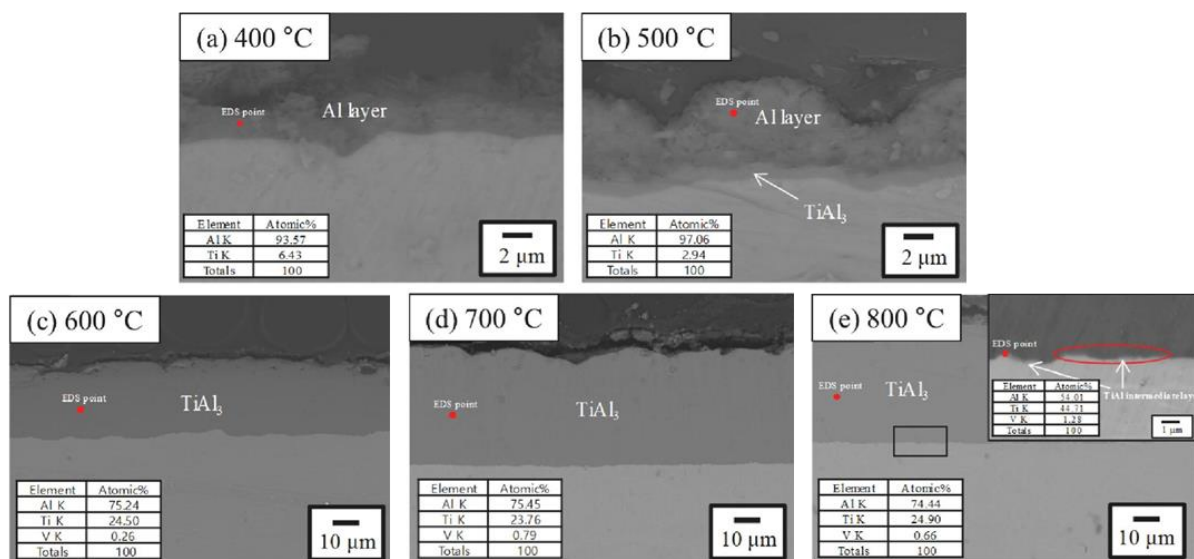 (a) 400 °C
EDS point
Al layer
Element Atomic%
Al K 93.57
Ti K 6.43
Totals 100
2 μm
(b) 500 °C
EDS point
Al layer
TiAl3
Element Atomic%
Al K 97.06
Ti K 2.94
Totals 100
2 μm
(c) 600 °C
EDS point
TiAl3
Element Atomic%
Al K 75.24
Ti K 24.50
V K 0.26
Totals 100
10 μm
(d) 700 °C
EDS point
TiAl3
Element Atomic%
Al K 75.45
Ti K 23.76
V K 0.79
Totals 100
10 μm
(e) 800 °C
EDS point
Element Atomic%
Al K 74.44
Ti K 24.90
V K 0.66
Totals 100
10 μm
EDS point
TiAl intermediate lay
Element Atomic%
Al K 54.01
Ti K 44.71
V K 1.28
Totals 100
1 μm